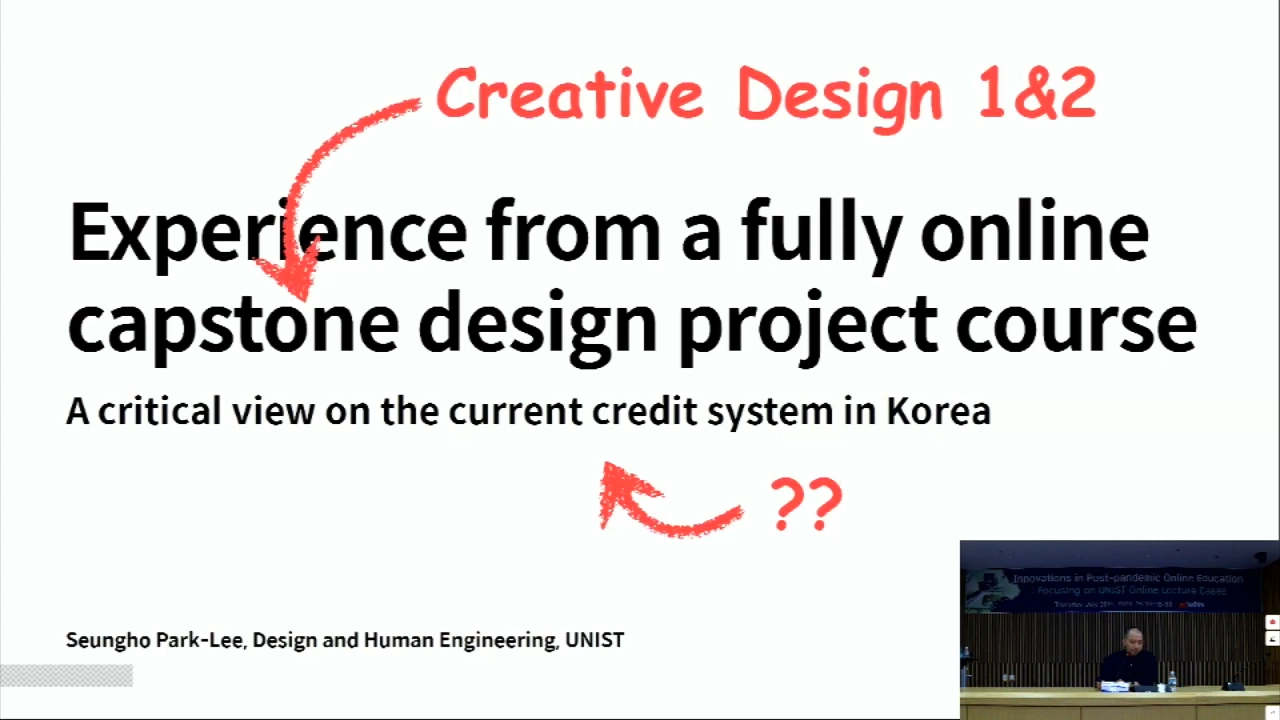 Creative Design 1&2
Experience from a fully online
capstone design project course
A critical view on the current credit system in Korea
??
Seungho Park-Lee, Design and Human Engineering, UNIST
Innovations in Post-pandemic Online Education
: Focusing on UNIST Online Lecture Cases